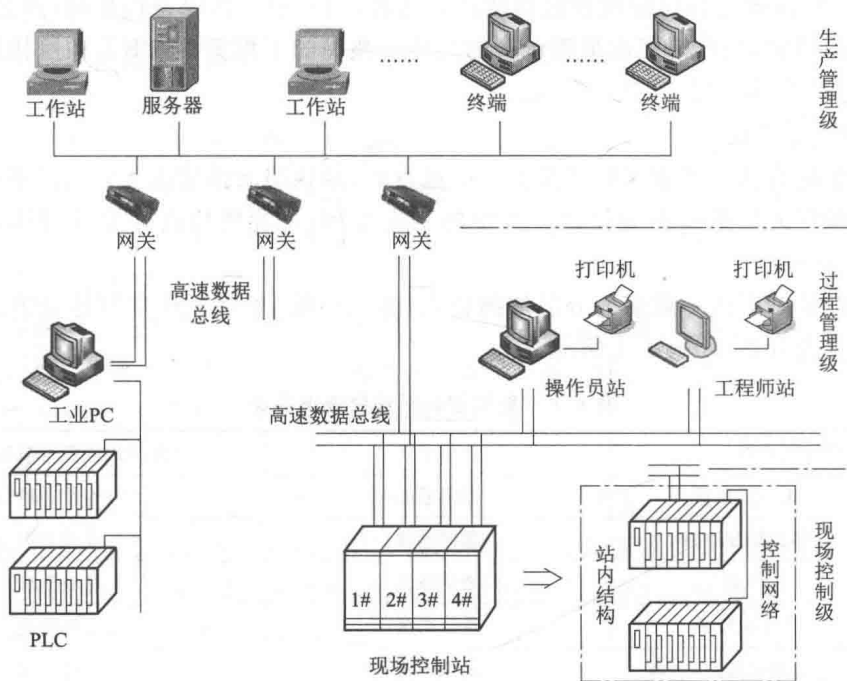 工作站
服务器
工作站
……
终端
……
终端
生产管理级
网关
网关
网关
高速数据
总线
打印机
打印机
过程管理级
工业PC
操作员站
工程师站
高速数据总线
1#
2#
3#
4#
站内结构
控制网络
现场控制级
PLC
现场控制站